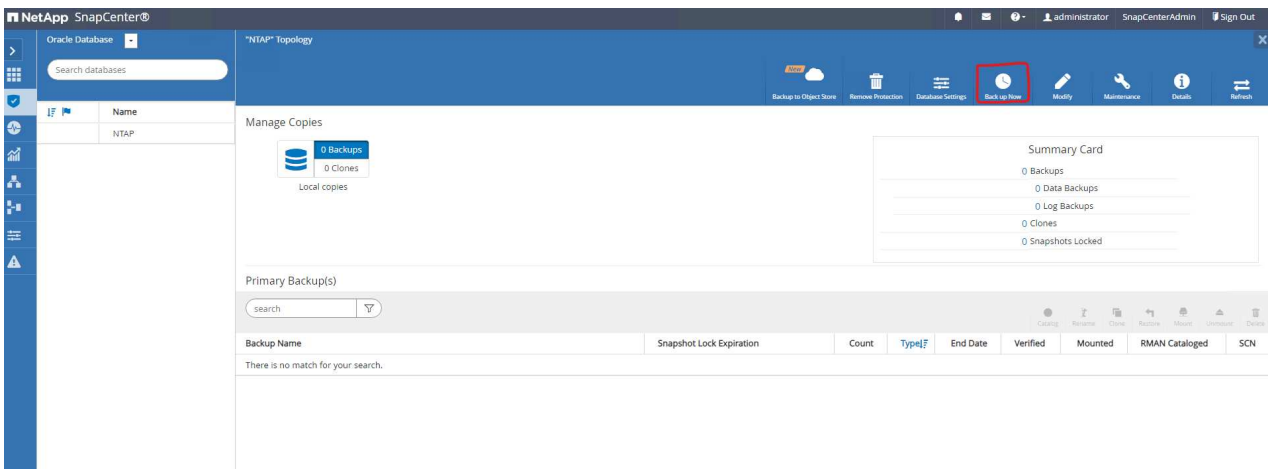 NetApp SnapCenter®
administrator SnapCenterAdmin Sign Out
Oracle Database
Search databases
Name
NTAP
"NTAP" Topology
New
Backup to Object Store Remove Protection Database Settings Back up Now Modify Maintenance Details Refresh
Manage Copies
0 Backups
0 Clones
Local copies
Summary Card
0 Backups
0 Data Backups
0 Log Backups
0 Clones
0 Snapshots Locked
Primary Backup(s)
search
Catalog Rename Clone Restore Mount Unmount Delete
Backup Name Snapshot Lock Expiration Count Type End Date Verified Mounted RMAN Cataloged SCN
There is no match for your search.